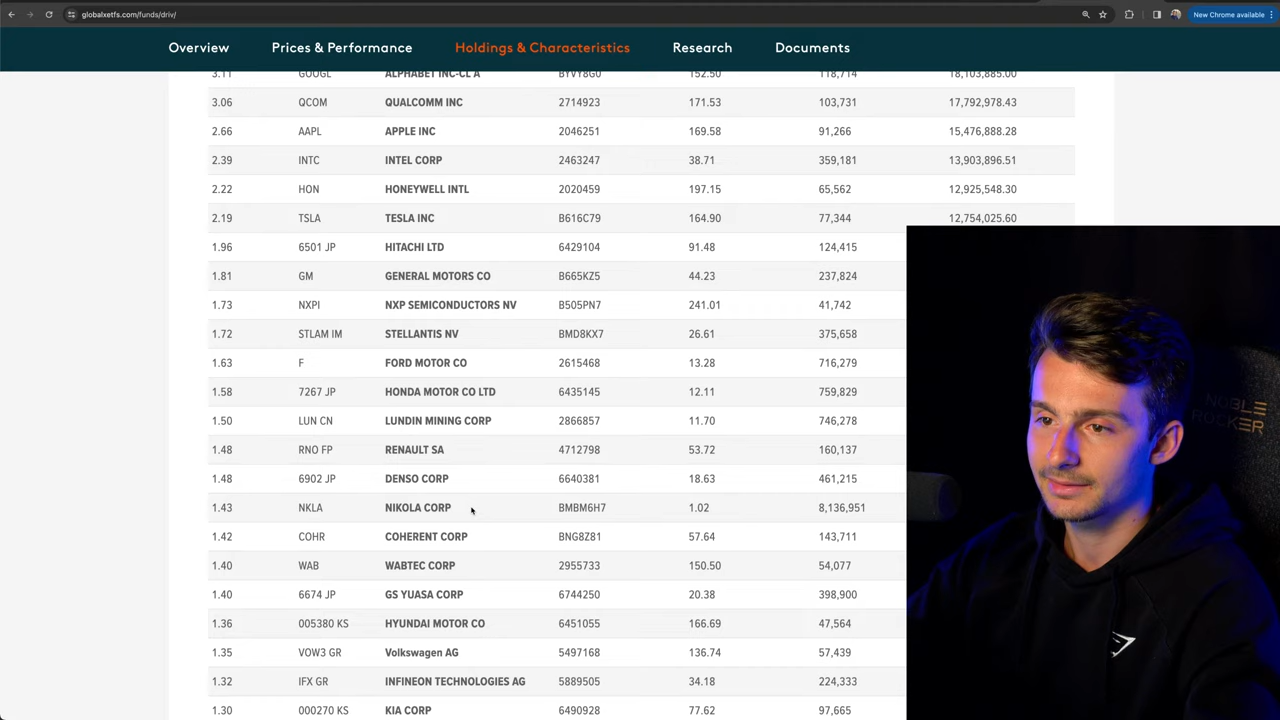 globalxetfs.com/funds/driv/
New Chrome available
Overview Prices & Performance Holdings & Characteristics Research Documents
3.11 GOOGL ALPHABET INC-CL A BYVY8G0 152.50 118,714 18,103,885.00
3.06 QCOM QUALCOMM INC 2714923 171.53 103,731 17,792,978.43
2.66 AAPL APPLE INC 2046251 169.58 91,266 15,476,888.28
2.39 INTC INTEL CORP 2463247 38.71 359,181 13,903,896.51
2.22 HON HONEYWELL INTL 2020459 197.15 65,562 12,925,548.30
2.19 TSLA TESLA INC B616C79 164.90 77,344 12,754,025.60
1.96 6501 JP HITACHI LTD 6429104 91.48 124,415
1.81 GM GENERAL MOTORS CO B665KZ5 44.23 237,824
1.73 NXPI NXP SEMICONDUCTORS NV B505PN7 241.01 41,742
1.72 STLAM IM STELLANTIS NV BMD8KX7 26.61 375,658
1.63 F FORD MOTOR CO 2615468 13.28 716,279
1.58 7267 JP HONDA MOTOR CO LTD 6435145 12.11 759,829
1.50 LUN CN LUNDIN MINING CORP 2866857 11.70 746,278
1.48 RNO FP RENAULT SA 4712798 53.72 160,137
1.48 6902 JP DENSO CORP 6640381 18.63 461,215
1.43 NKLA NIKOLA CORP BMBM6H7 1.02 8,136,951
1.42 COHR COHERENT CORP BNG8Z81 57.64 143,711
1.40 WAB WABTEC CORP 2955733 150.50 54,077
1.40 6674 JP GS YUASA CORP 6744250 20.38 398,900
1.36 005380 KS HYUNDAI MOTOR CO 6451055 166.69 47,564
1.35 VOW3 GR Volkswagen AG 5497168 136.74 57,439
1.32 IFX GR INFINEON TECHNOLOGIES AG 5889505 34.18 224,333
1.30 000270 KS KIA CORP 6490928 77.62 97,665
NOBLE